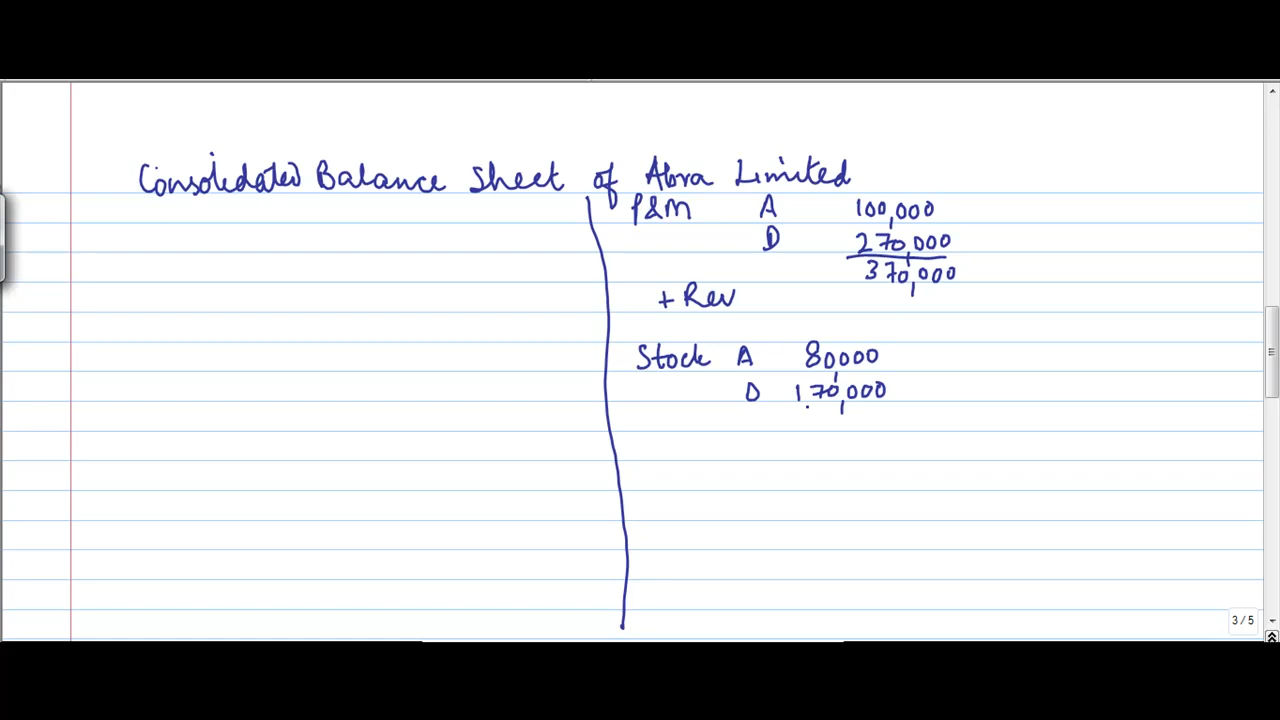 Consolidated Balance Sheet of Abra Limited
P&M A 100,000
D 270,000
370,000
+ Rev
Stock A 80000
D 170,000
3 / 5